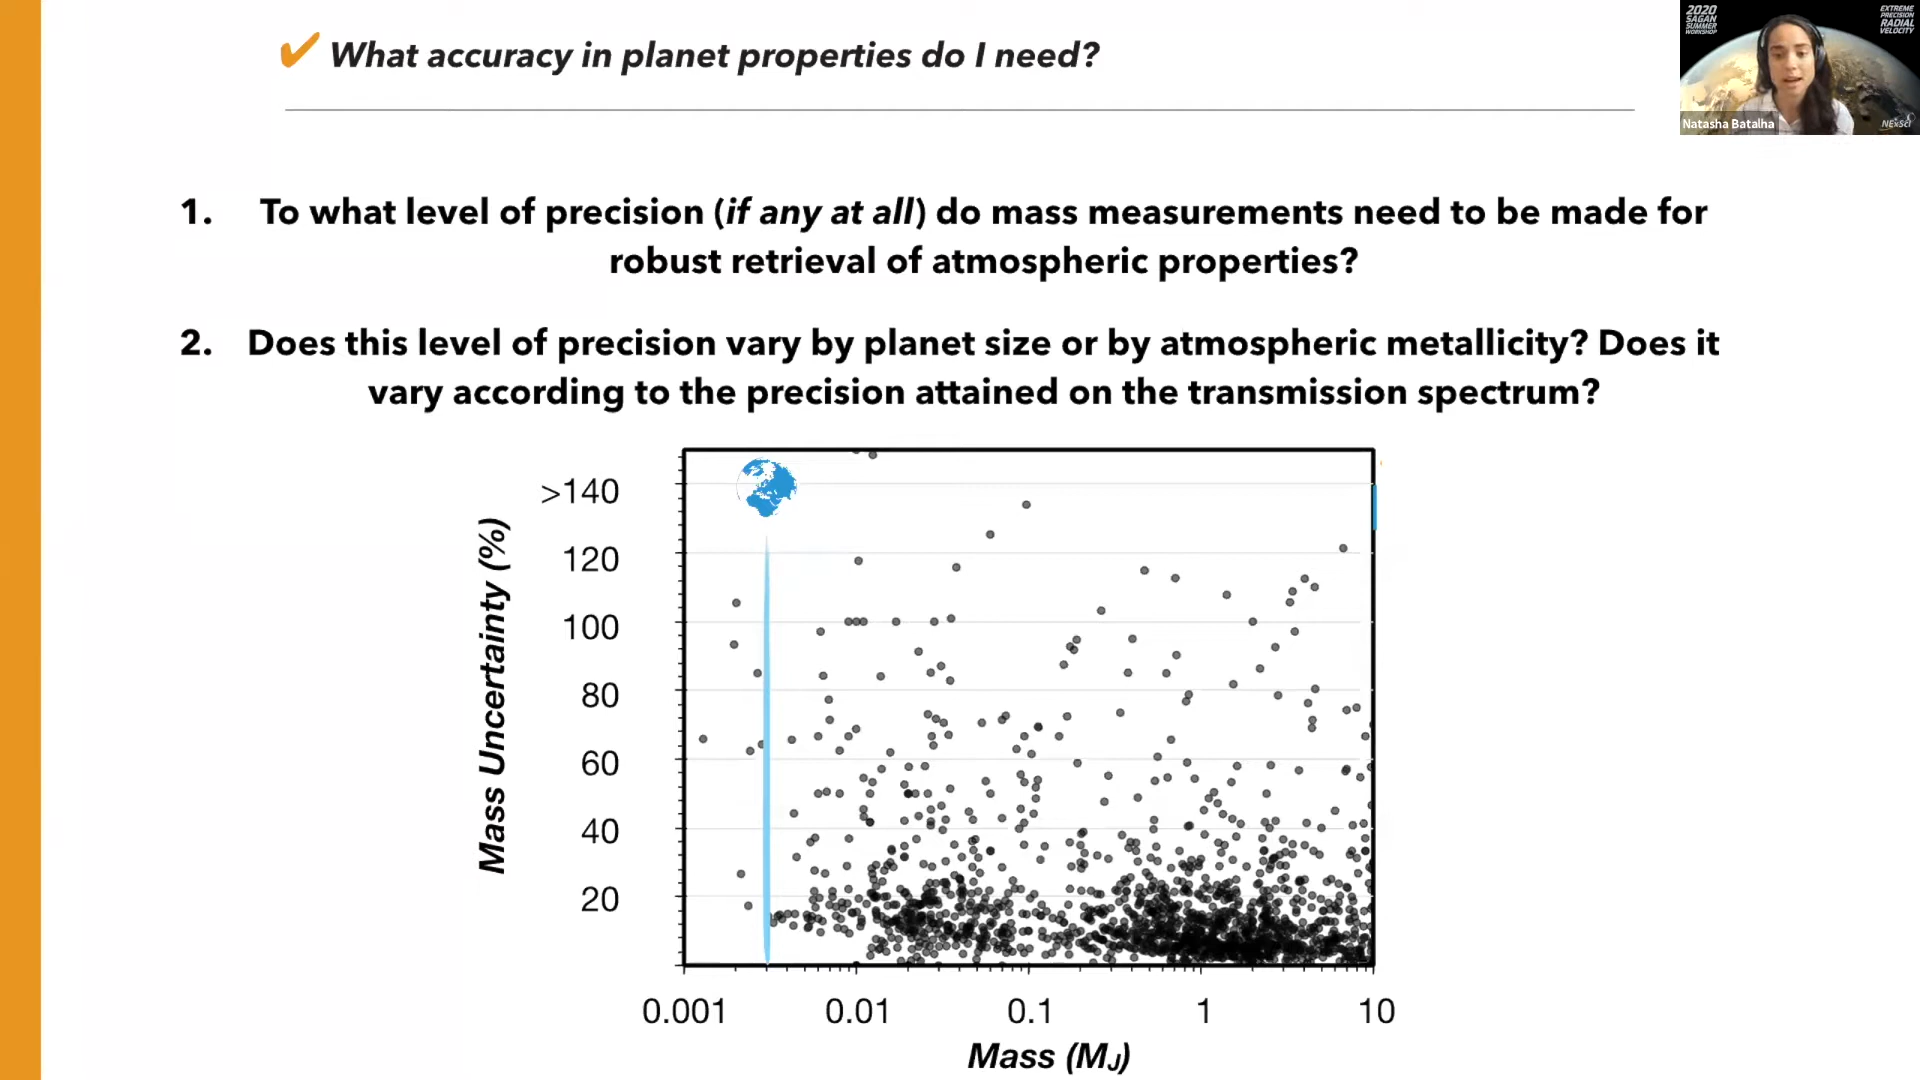 ✔ What accuracy in planet properties do I need?
2020
SAGAN
SUMMER
WORKSHOP
EXTREME
PRECISION
RADIAL
VELOCITY
Natasha Batalha
NExScI
1. To what level of precision (if any at all) do mass measurements need to be made for
robust retrieval of atmospheric properties?
2. Does this level of precision vary by planet size or by atmospheric metallicity? Does it
vary according to the precision attained on the transmission spectrum?
Mass Uncertainty (%)
>140
120
100
80
60
40
20
0.001 0.01 0.1 1 10
Mass (MJ)